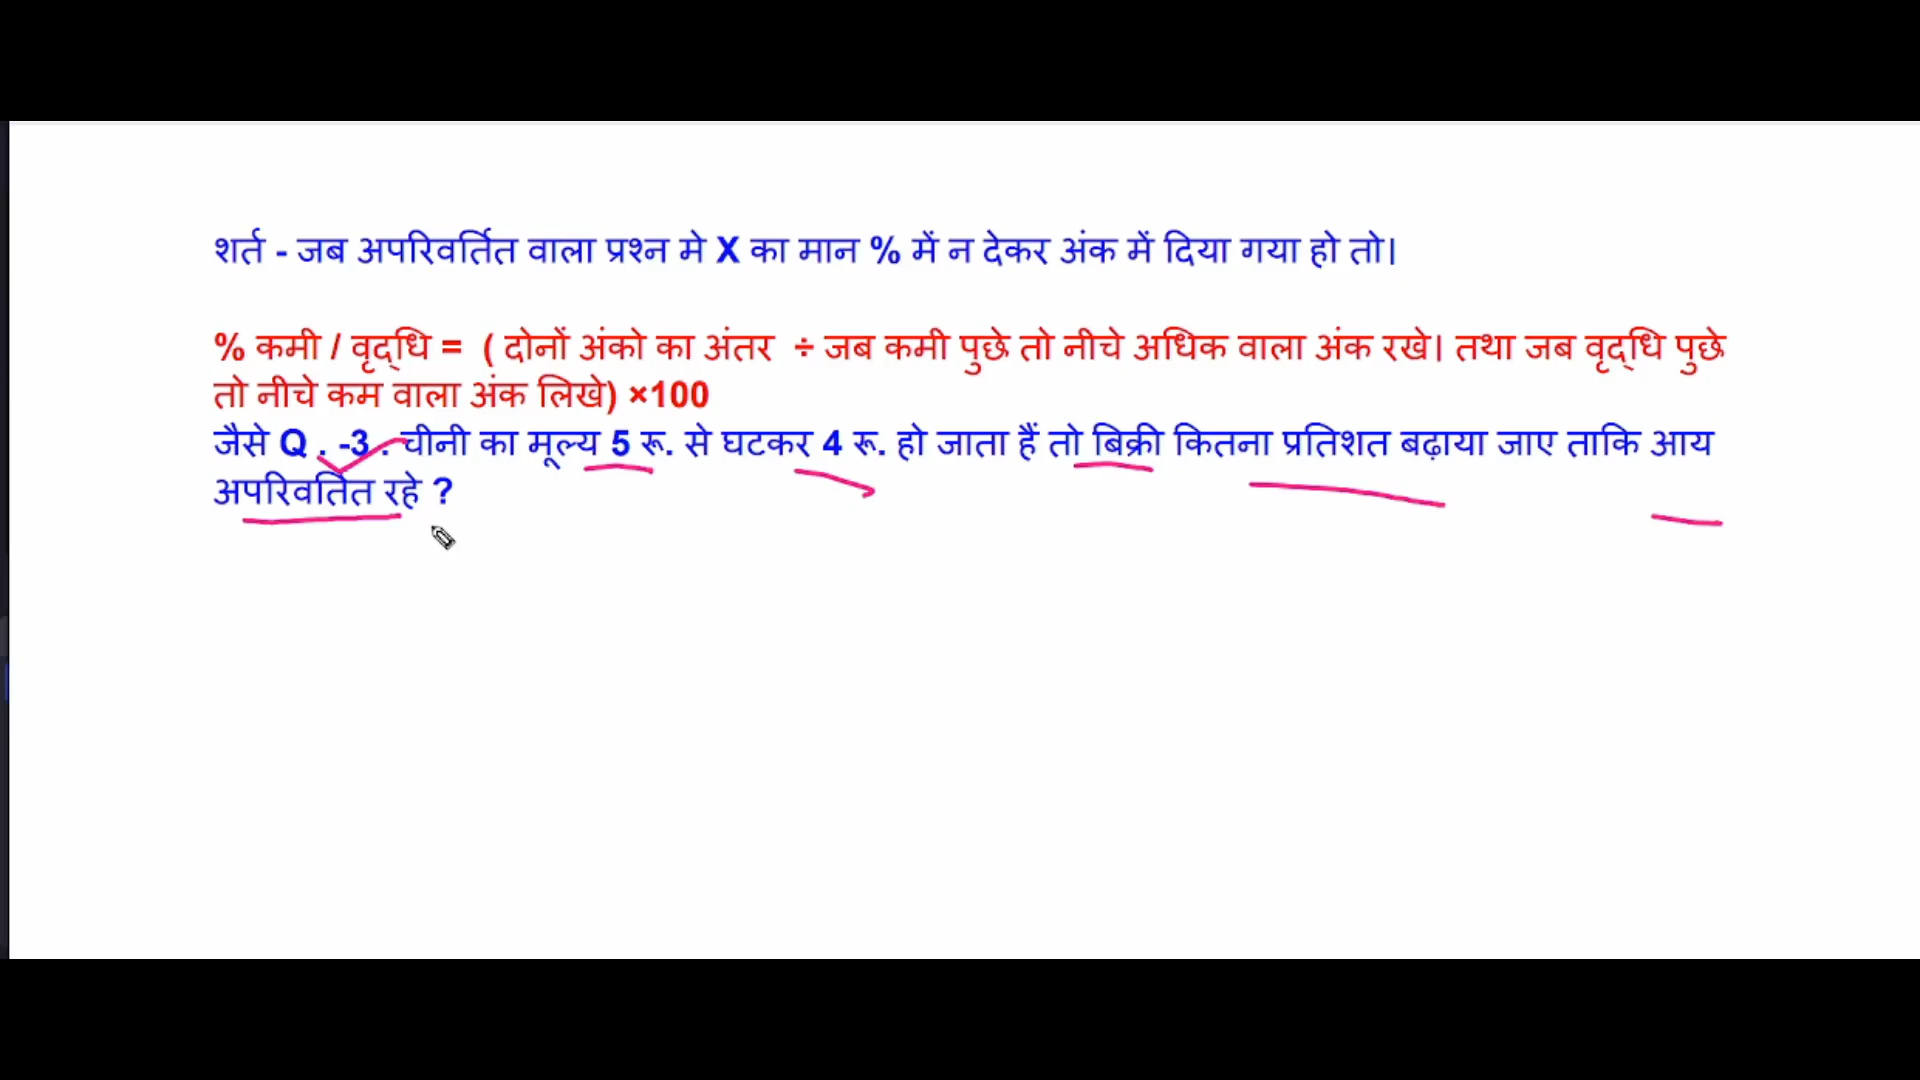 शर्त - जब अपरिवर्तित वाला प्रश्न मे X का मान % में न देकर अंक में दिया गया हो तो।
% कमी / वृद्धि = ( दोनों अंको का अंतर ÷ जब कमी पुछे तो नीचे अधिक वाला अंक रखे। तथा जब वृद्धि पुछे
तो नीचे कम वाला अंक लिखे) ×100
जैसे Q . -3 . चीनी का मूल्य 5 रू. से घटकर 4 रू. हो जाता हैं तो बिक्री कितना प्रतिशत बढ़ाया जाए ताकि आय
अपरिवर्तित रहे ?